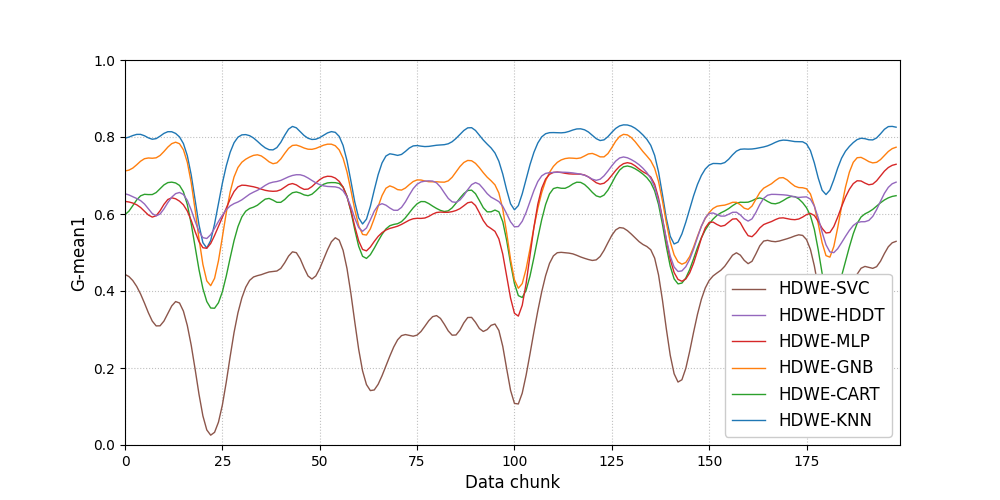 1.0
0.8
0.6
0.4
0.2
0.0
G-mean1
0
25
50
75
100
125
150
175
Data chunk
HDWE-SVC
HDWE-HDDT
HDWE-MLP
HDWE-GNB
HDWE-CART
HDWE-KNN